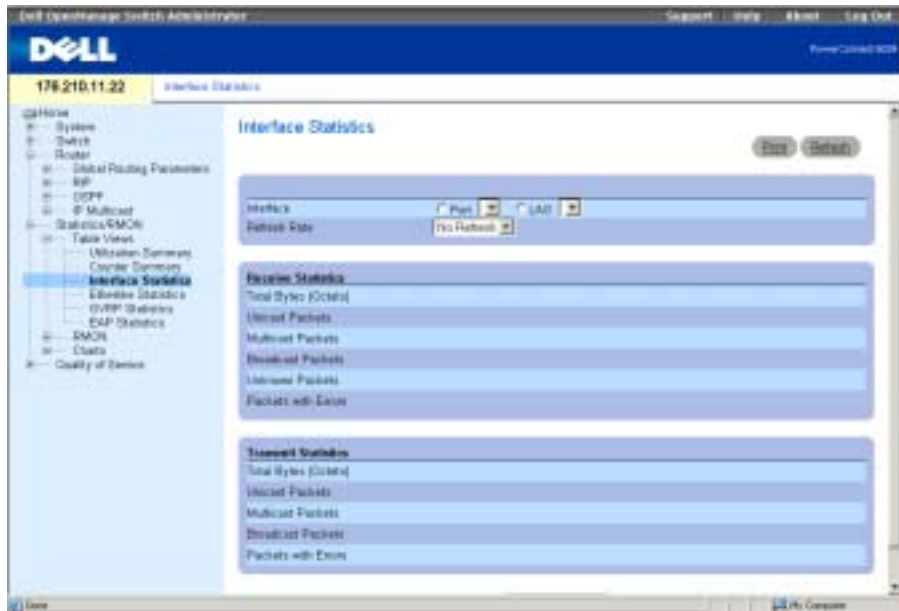 Dell OpenManage Switch Administrator
Support Help About Log Out
DELL
PowerConnect
176.210.11.22
Interface Statistics
Home
System
Switch
Router
Global Routing Parameters
RIP
OSPF
IP Multicast
Statistics/RMON
Table Views
Utilization Summary
Counter Summary
Interface Statistics
Etherlike Statistics
GVRP Statistics
EAP Statistics
RMON
Charts
Quality of Service
Interface Statistics
Print Refresh
Interface Port LAG
Refresh Rate No Refresh
Receive Statistics
Total Bytes (Octets)
Unicast Packets
Multicast Packets
Broadcast Packets
Unknown Packets
Packets with Errors
Transmit Statistics
Total Bytes (Octets)
Unicast Packets
Multicast Packets
Broadcast Packets
Packets with Errors
Done
My Computer